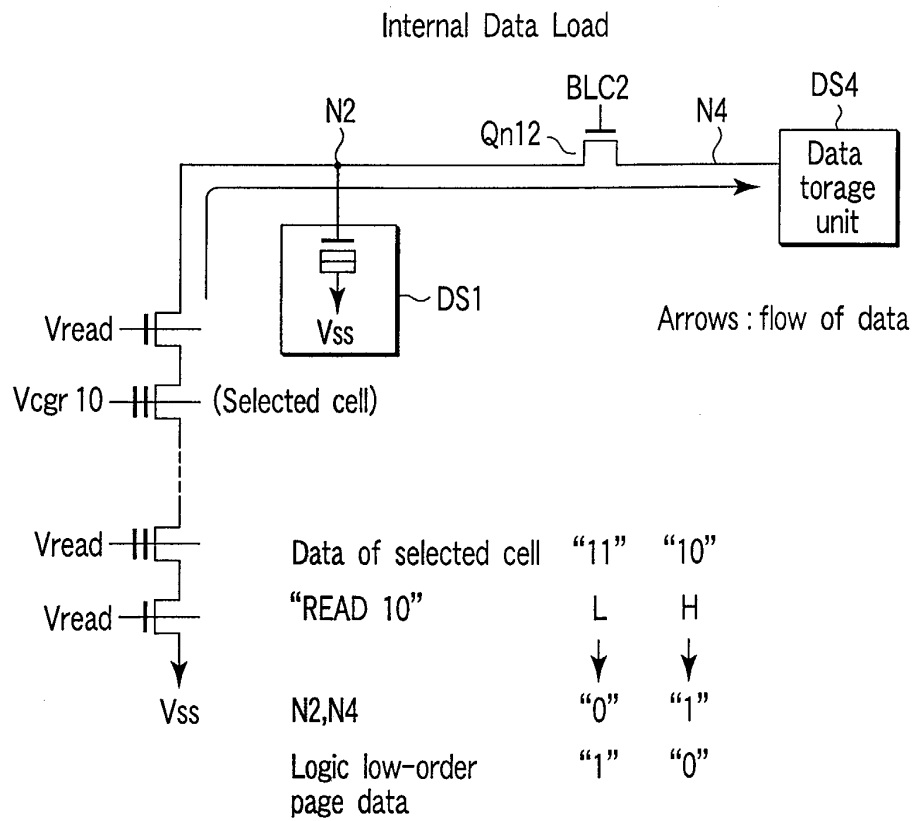 Internal Data Load
BLC2
DS4
N2
Qn12
N4
Data
torage
unit
DS1
Vss
Arrows : flow of data
Vread
Vcgr 10
(Selected cell)
Vread
Vread
Vss
Data of selected cell “11” “10”
“READ 10” L H
N2,N4 “0” “1”
Logic low-order “1” “0”
page data